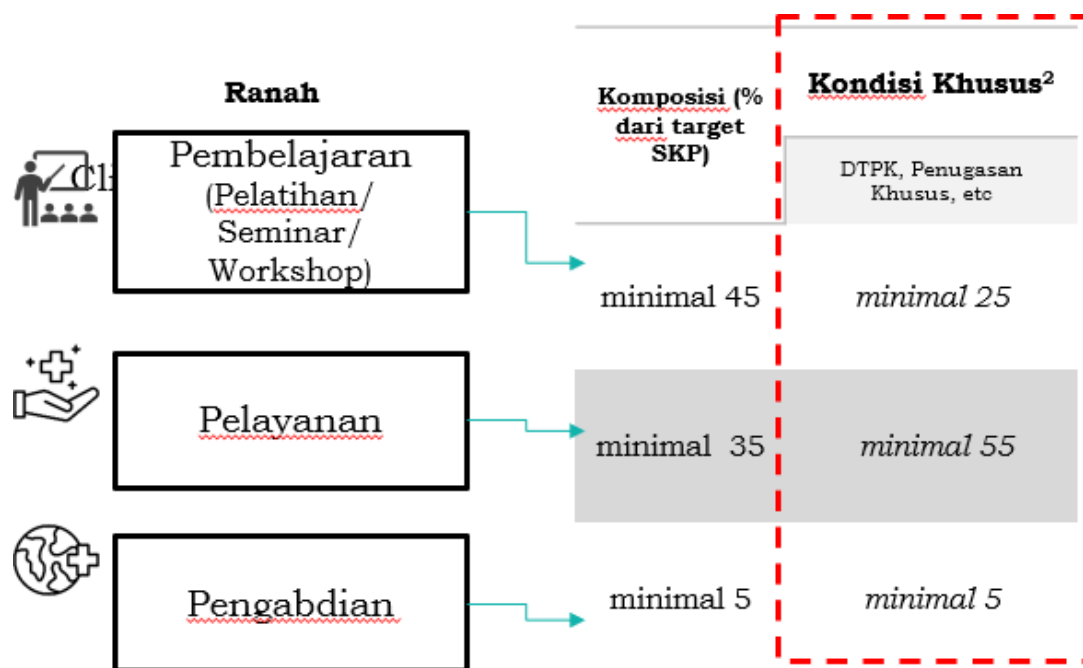 Ranah
Komposisi (%
dari target
SKP)
Kondisi Khusus²
DTPK, Penugasan
Khusus, etc
Cli
Pembelajaran
(Pelatihan/
Seminar/
Workshop)
minimal 45
minimal 25
Pelayanan
minimal 35
minimal 55
Pengabdian
minimal 5
minimal 5